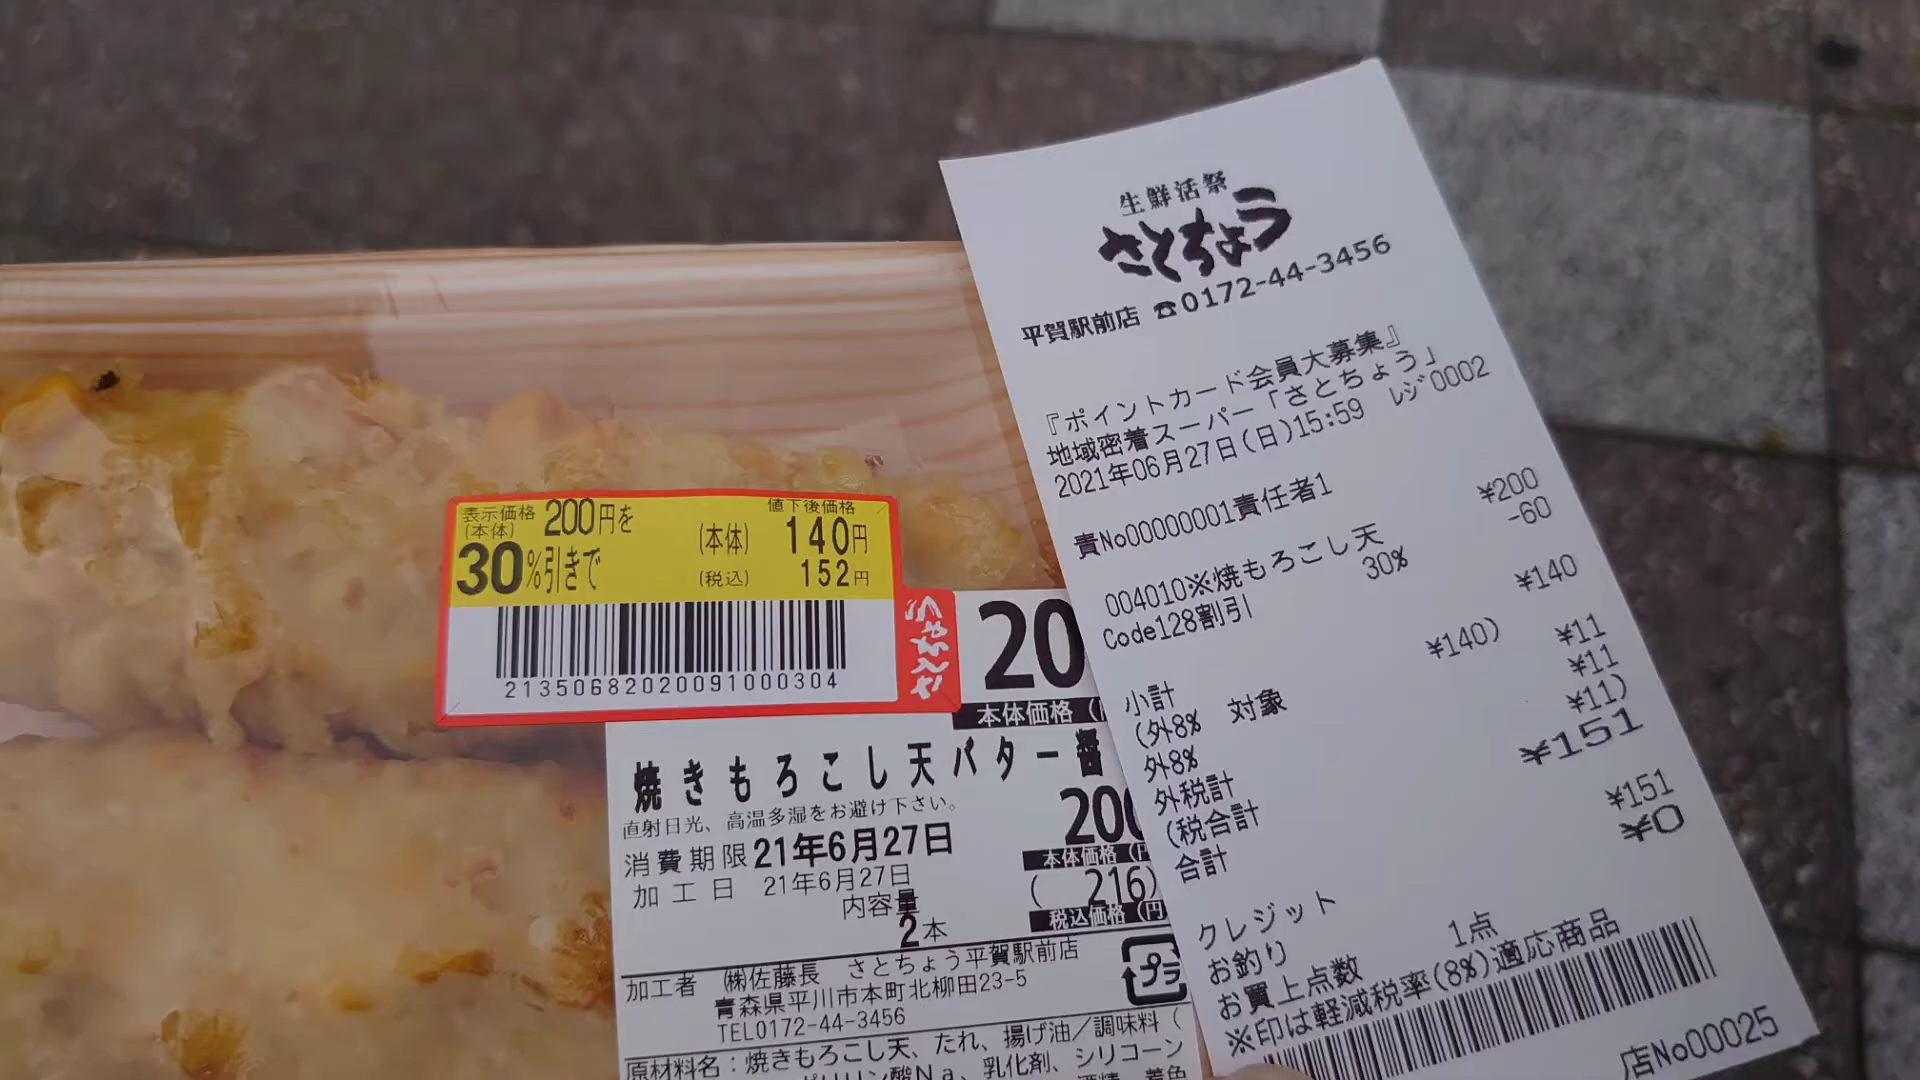 表示価格
(本体)
200円を
30%引きで
値下後価格
(本体) 140円
(税込) 152円
2135068202009100304
20
本体価格
焼きもろこし天バター醤
直射日光、高温多湿をお避け下さい。
消費期限 21年6月27日
加工日 21年6月27日
内容量
2本
200
本体価格
( 216)
税込価格(円
加工者 ㈱佐藤長 さとちょう平賀駅前店
青森県平川市本町北柳田23-5
TEL0172-44-3456
プラ
原材料名：焼きもろこし天、たれ、揚げ油／調味料（
リン酸Na、乳化剤、シリコーン
生鮮活祭
さとちょう
平賀駅前店 ☎0172-44-3456
『ポイントカード会員大募集』
地域密着スーパー「さとちょう」
2021年06月27日(日)15:59 ﾚｼﾞ0002
責No00000001責任者1
004010※焼もろこし天 ¥200
Code128割引 30% -60
小計 ¥140
(外8% 対象 ¥140)
外8% ¥11
外税計 ¥11
(税合計 ¥11)
合計 ¥151
クレジット ¥151
お釣り ¥0
お買上点数 1点
※印は軽減税率(8%)適応商品
店No00025